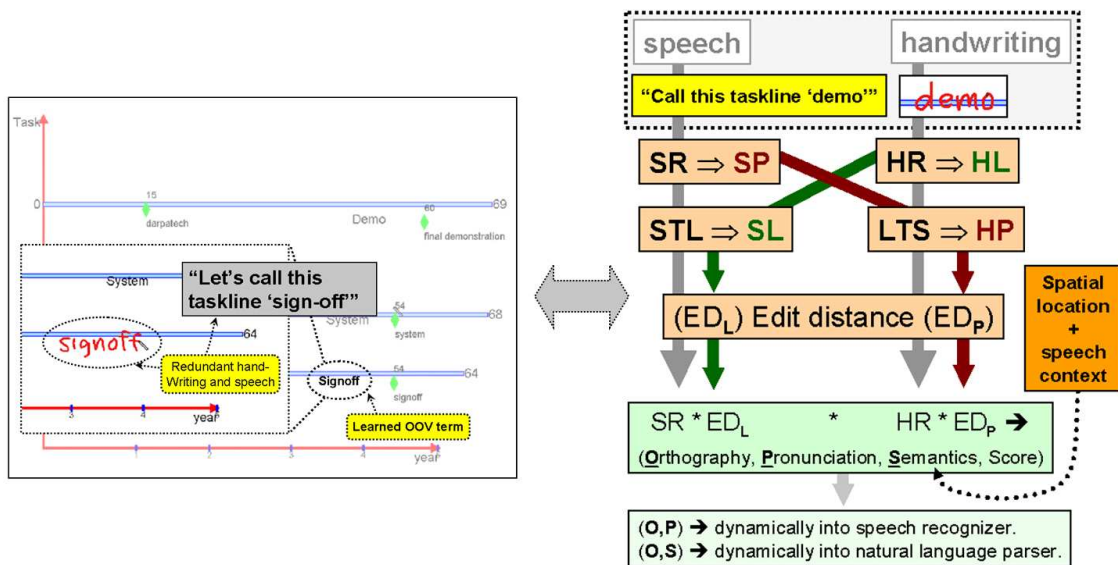 Task
0
15
darpatech
Demo
60
69
final demonstration
System
"Let's call this
taskline 'sign-off'"
System
54
68
system
64
signoff
Redundant hand-
Writing and speech
Signoff
54
64
signoff
3
4
year
Learned OOV term
1
2
3
4
year
speech
handwriting
"Call this taskline 'demo'"
demo
SR ⇒ SP
HR ⇒ HL
STL ⇒ SL
LTS ⇒ HP
(EDL) Edit distance (EDP)
Spatial
location
+
speech
context
SR * EDL * HR * EDP ➔
(Orthography, Pronunciation, Semantics, Score)
(O,P) ➔ dynamically into speech recognizer.
(O,S) ➔ dynamically into natural language parser.